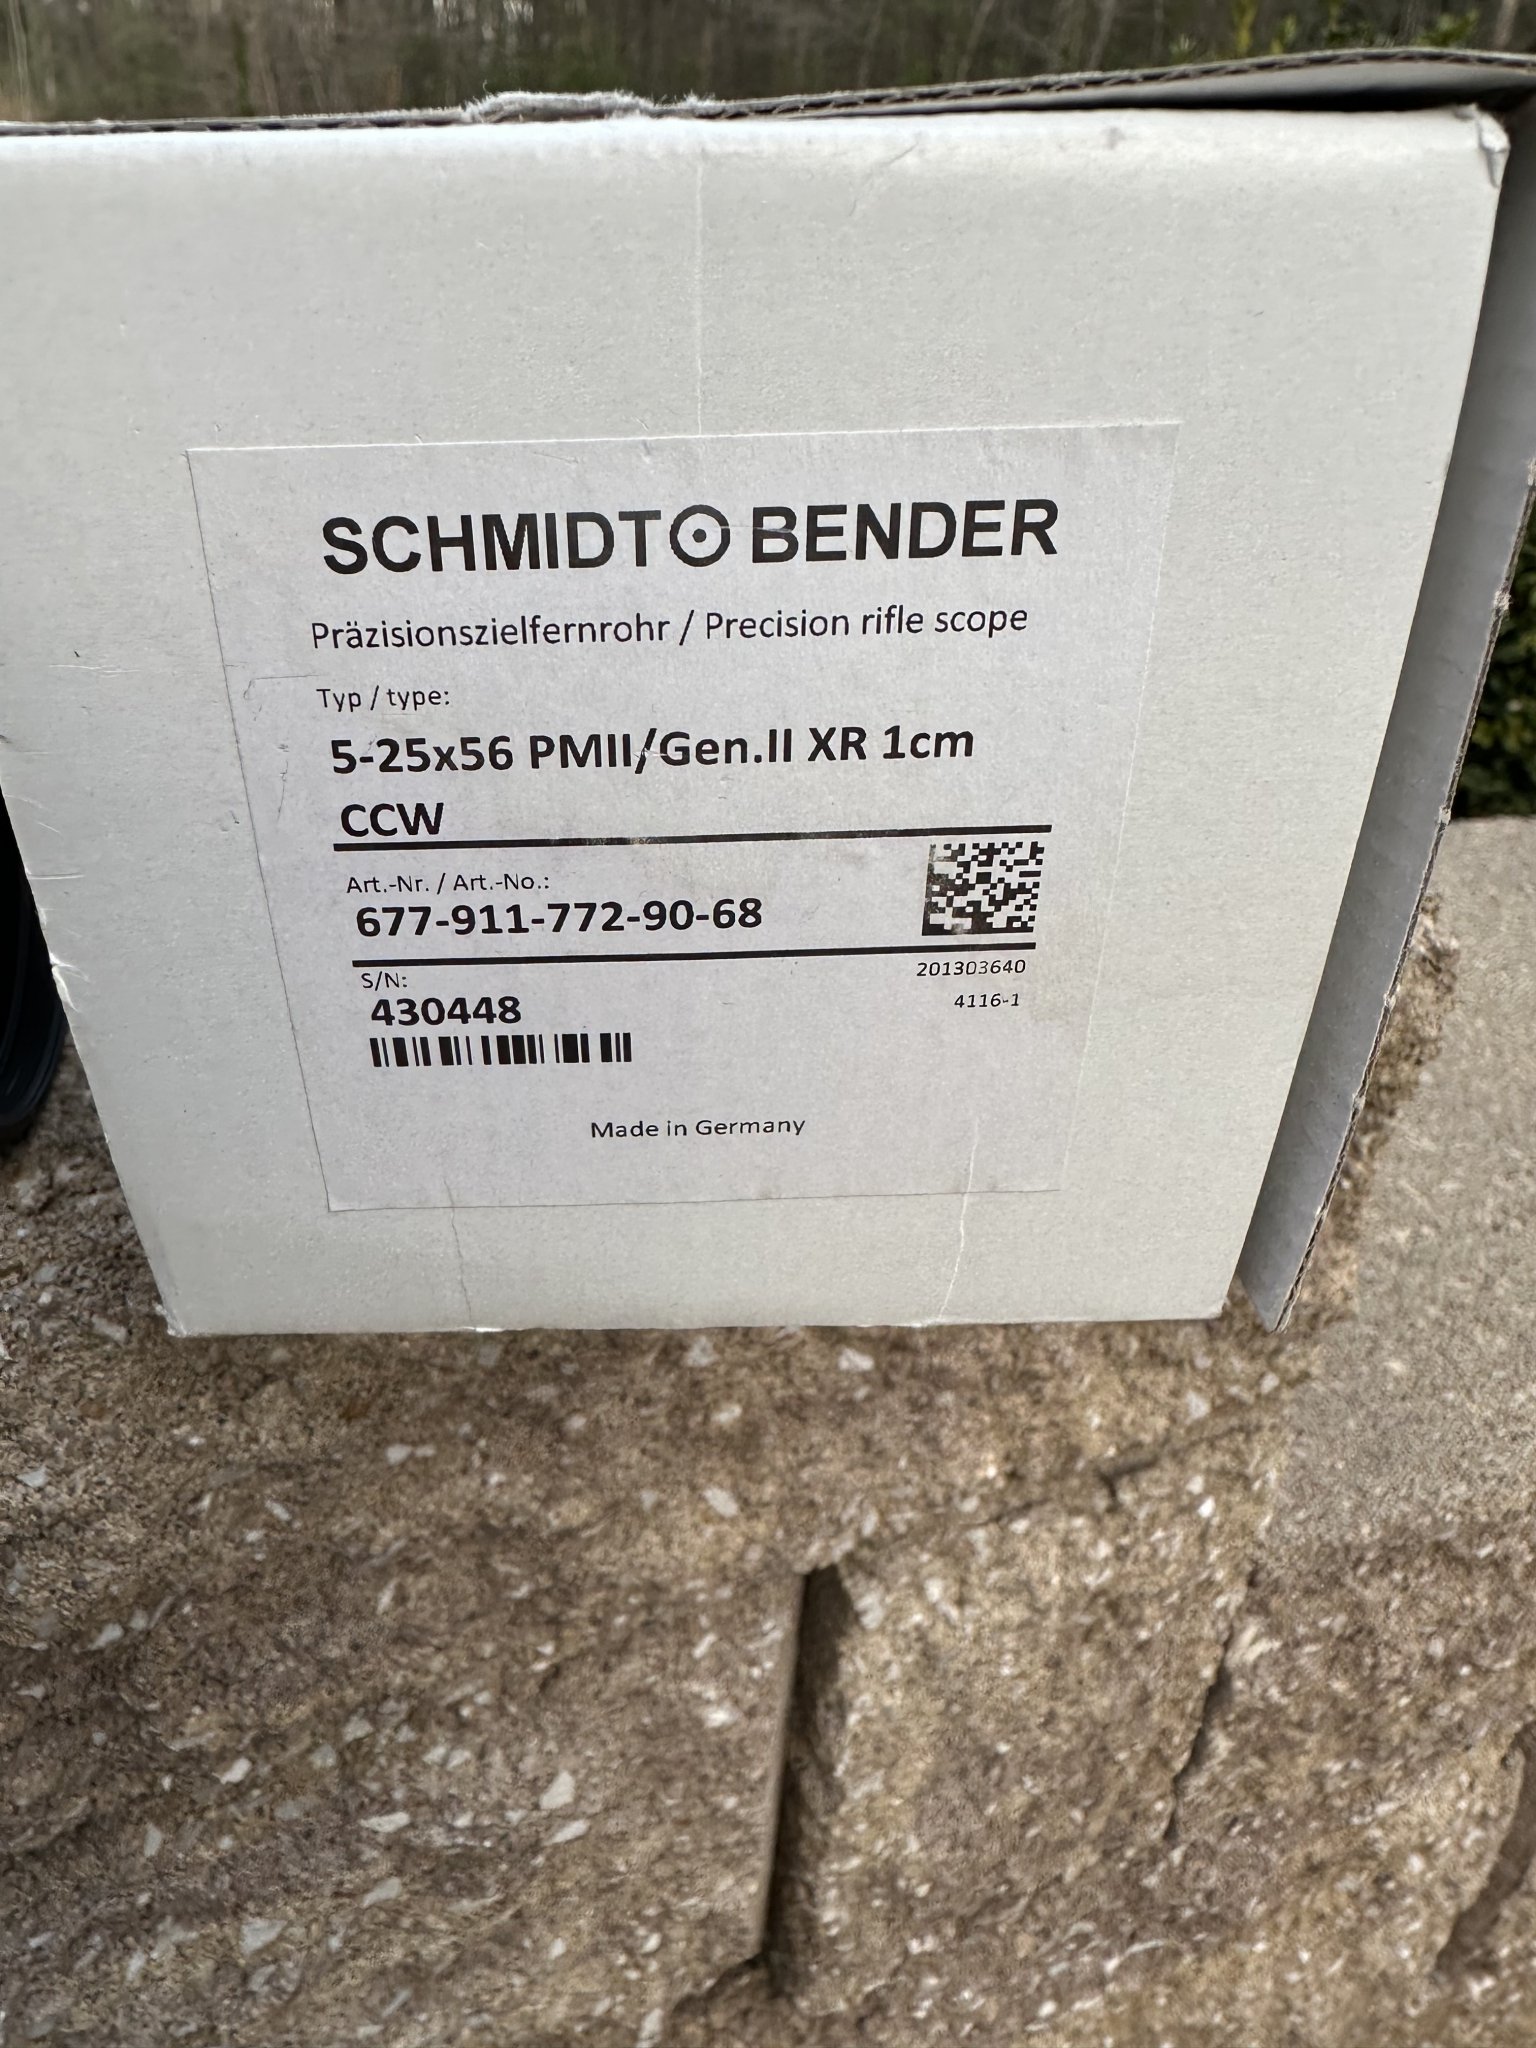 SCHMIDT BENDER
Präzisionszielfernrohr / Precision rifle scope
Typ / type:
5-25x56 PMII/Gen.II XR 1cm
CCW
Art.-Nr. / Art.-No.:
677-911-772-90-68
S/N:
430448
201303640
4116-1
Made in Germany